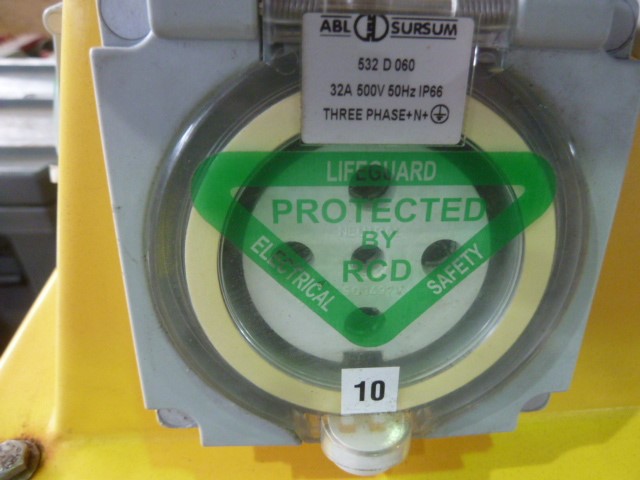 ABL SURSUM
532 D 060
32A 500V 50Hz IP66
THREE PHASE+N+
LIFEGUARD
PROTECTED
BY
RCD
ELECTRICAL
SAFETY
10